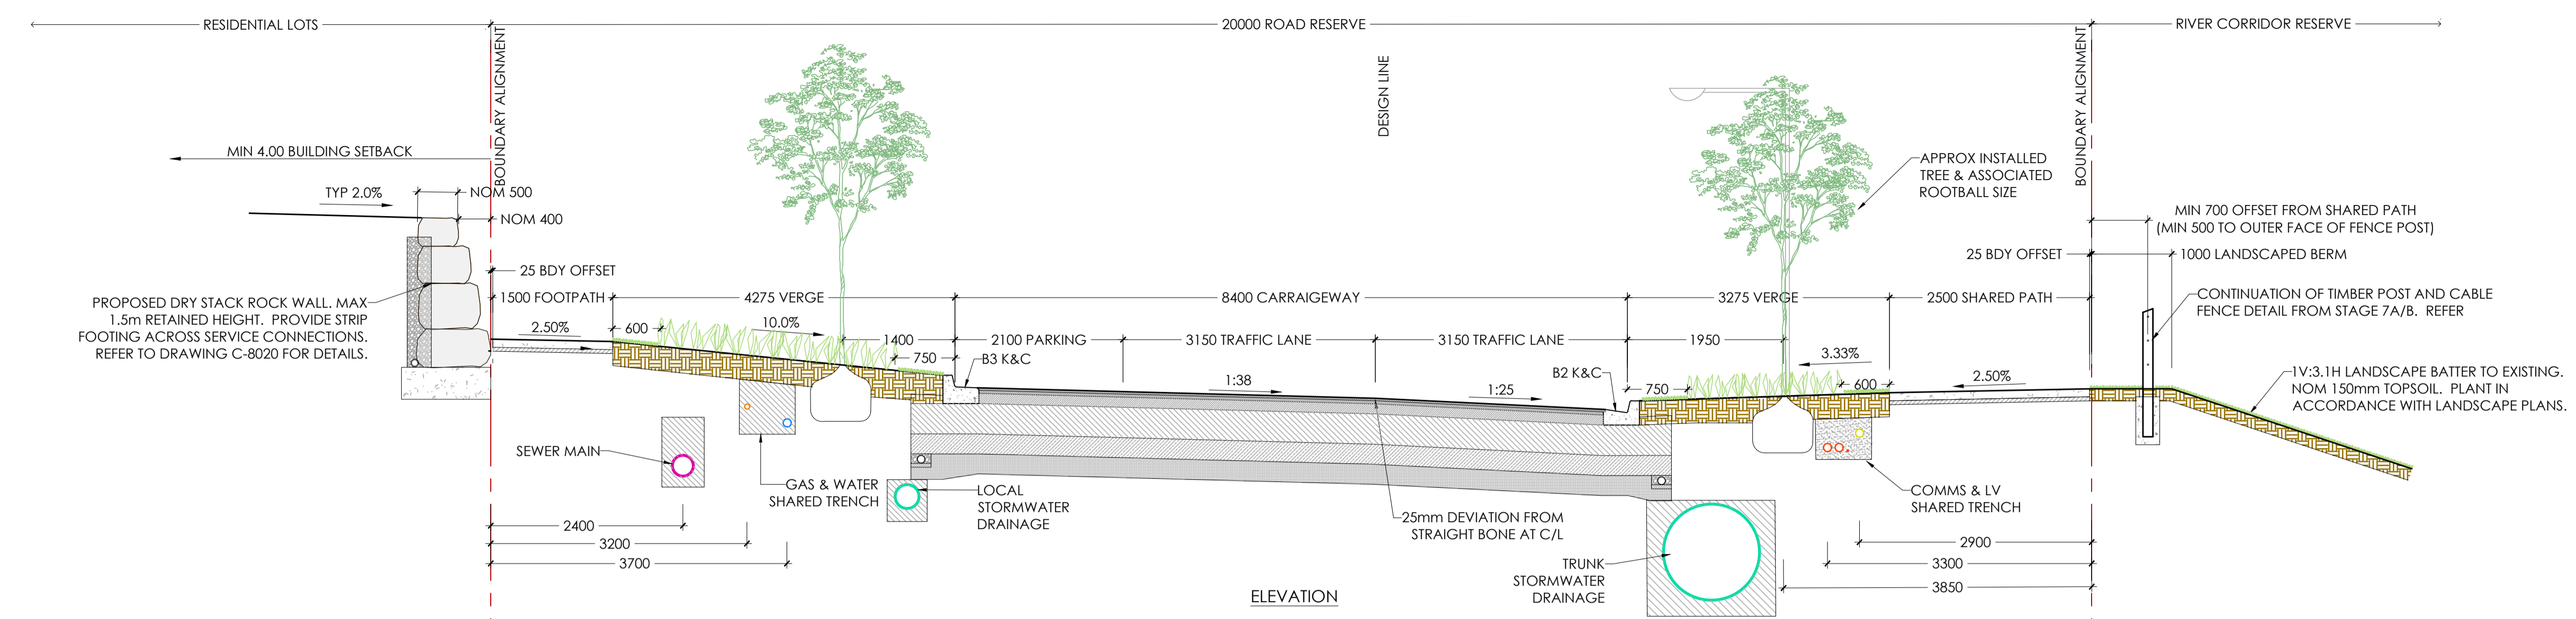 RESIDENTIAL LOTS
20000 ROAD RESERVE
RIVER CORRIDOR RESERVE
BOUNDARY ALIGNMENT
DESIGN LINE
BOUNDARY ALIGNMENT
MIN 4.00 BUILDING SETBACK
TYP 2.0%
NOM 500
NOM 400
APPROX INSTALLED
TREE & ASSOCIATED
ROOTBALL SIZE
MIN 700 OFFSET FROM SHARED PATH
(MIN 500 TO OUTER FACE OF FENCE POST)
25 BDY OFFSET
25 BDY OFFSET
1000 LANDSCAPED BERM
PROPOSED DRY STACK ROCK WALL. MAX
1.5m RETAINED HEIGHT. PROVIDE STRIP
FOOTING ACROSS SERVICE CONNECTIONS.
REFER TO DRAWING C-8020 FOR DETAILS.
1500 FOOTPATH
4275 VERGE
8400 CARRAIGEWAY
3275 VERGE
2500 SHARED PATH
CONTINUATION OF TIMBER POST AND CABLE
FENCE DETAIL FROM STAGE 7A/B. REFER
2.50%
600
10.0%
1400
750
2100 PARKING
3150 TRAFFIC LANE
3150 TRAFFIC LANE
1950
3.33%
B3 K&C
1:38
1:25
B2 K&C
750
600
2.50%
1V:3.1H LANDSCAPE BATTER TO EXISTING.
NOM 150mm TOPSOIL. PLANT IN
ACCORDANCE WITH LANDSCAPE PLANS.
SEWER MAIN
GAS & WATER
SHARED TRENCH
LOCAL
STORMWATER
DRAINAGE
25mm DEVIATION FROM
STRAIGHT BONE AT C/L
COMMS & LV
SHARED TRENCH
2400
3200
3700
TRUNK
STORMWATER
DRAINAGE
2900
3300
3850
ELEVATION